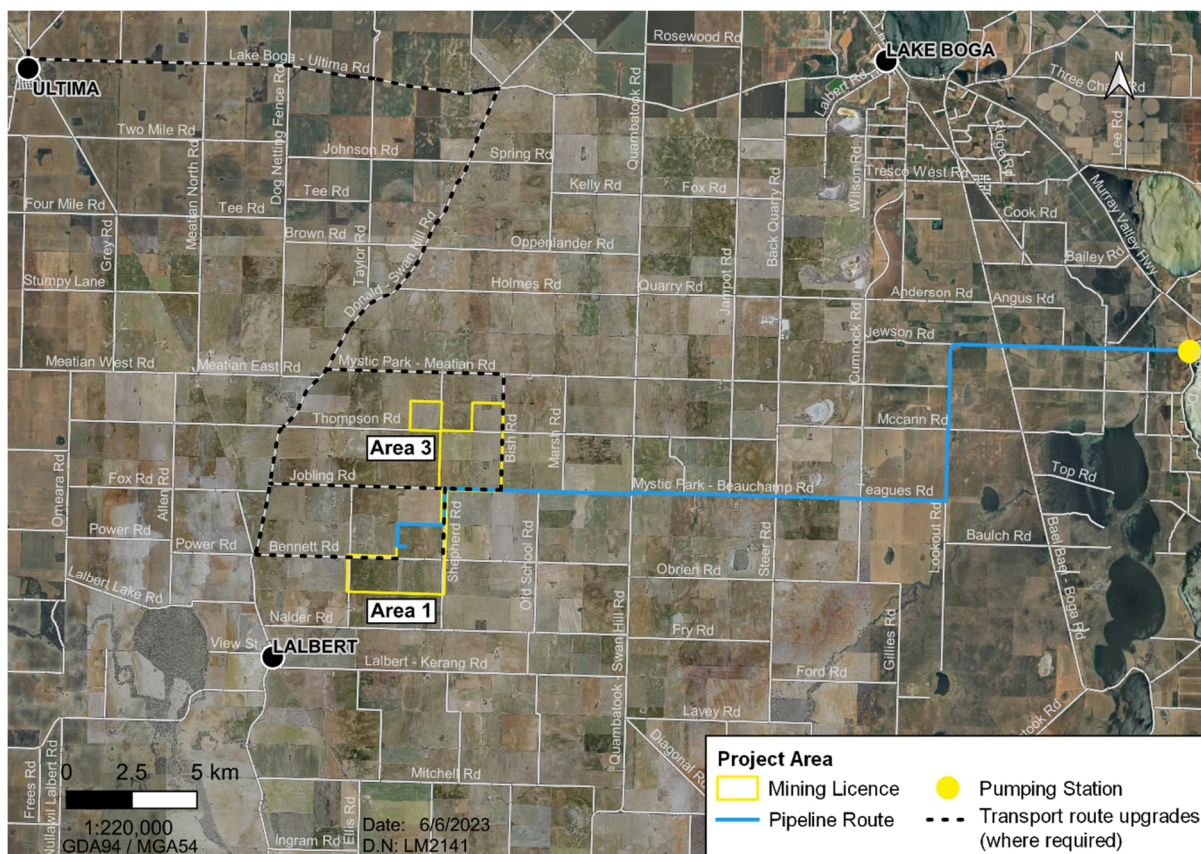 Rosewood Rd
LAKE BOGA
Lake Boga - Ultima Rd
N
ULTIMA
Lalbert Rd
Lee Rd
Two Mile Rd
Meatian North Rd
Dog Netting Fence Rd
Quambatook Rd
Ridge Rd
Johnson Rd
Spring Rd
Kelly Rd
Fox Rd
Back Quarry Rd
Wilson Rd
Tresco West Rd
Four Mile Rd
Tee Rd
Tee Rd
Cook Rd
Murray Valley Hwy
Grey Rd
Brown Rd
Taylor Rd
Donald - Swan Hill Rd
Oppenlander Rd
Bailey Rd
Stumpy Lane
Holmes Rd
Quarry Rd
Jampot Rd
Anderson Rd
Angus Rd
Jewson Rd
Cumnock Rd
Meatian West Rd
Meatian East Rd
Mystic Park - Meatian Rd
Thompson Rd
Mccann Rd
Area 3
Bish Rd
Marsh Rd
Omeara Rd
Fox Rd
Allen Rd
Jobling Rd
Mystic Park - Beauchamp Rd
Teagues Rd
Top Rd
Power Rd
Power Rd
Bennett Rd
Shepherd Rd
Old School Rd
Steer Rd
Lookout Rd
Baulch Rd
Bael Bael - Boga Rd
Lalbert Lake Rd
Obrien Rd
Area 1
Nalder Rd
Quambatook - Swan Hill Rd
Fry Rd
Gillies Rd
View St
LALBERT
Lalbert - Kerang Rd
Ford Rd
Lavey Rd
Diagonal Rd
Frees Rd
Nullawil Lalbert Rd
Mitchell Rd
Ellis Rd
Ingram Rd
0 2.5 5 km
1:220,000
GDA94 / MGA54
Date: 6/6/2023
D.N: LM2141
Project Area
Mining Licence
Pipeline Route
Pumping Station
Transport route upgrades
(where required)